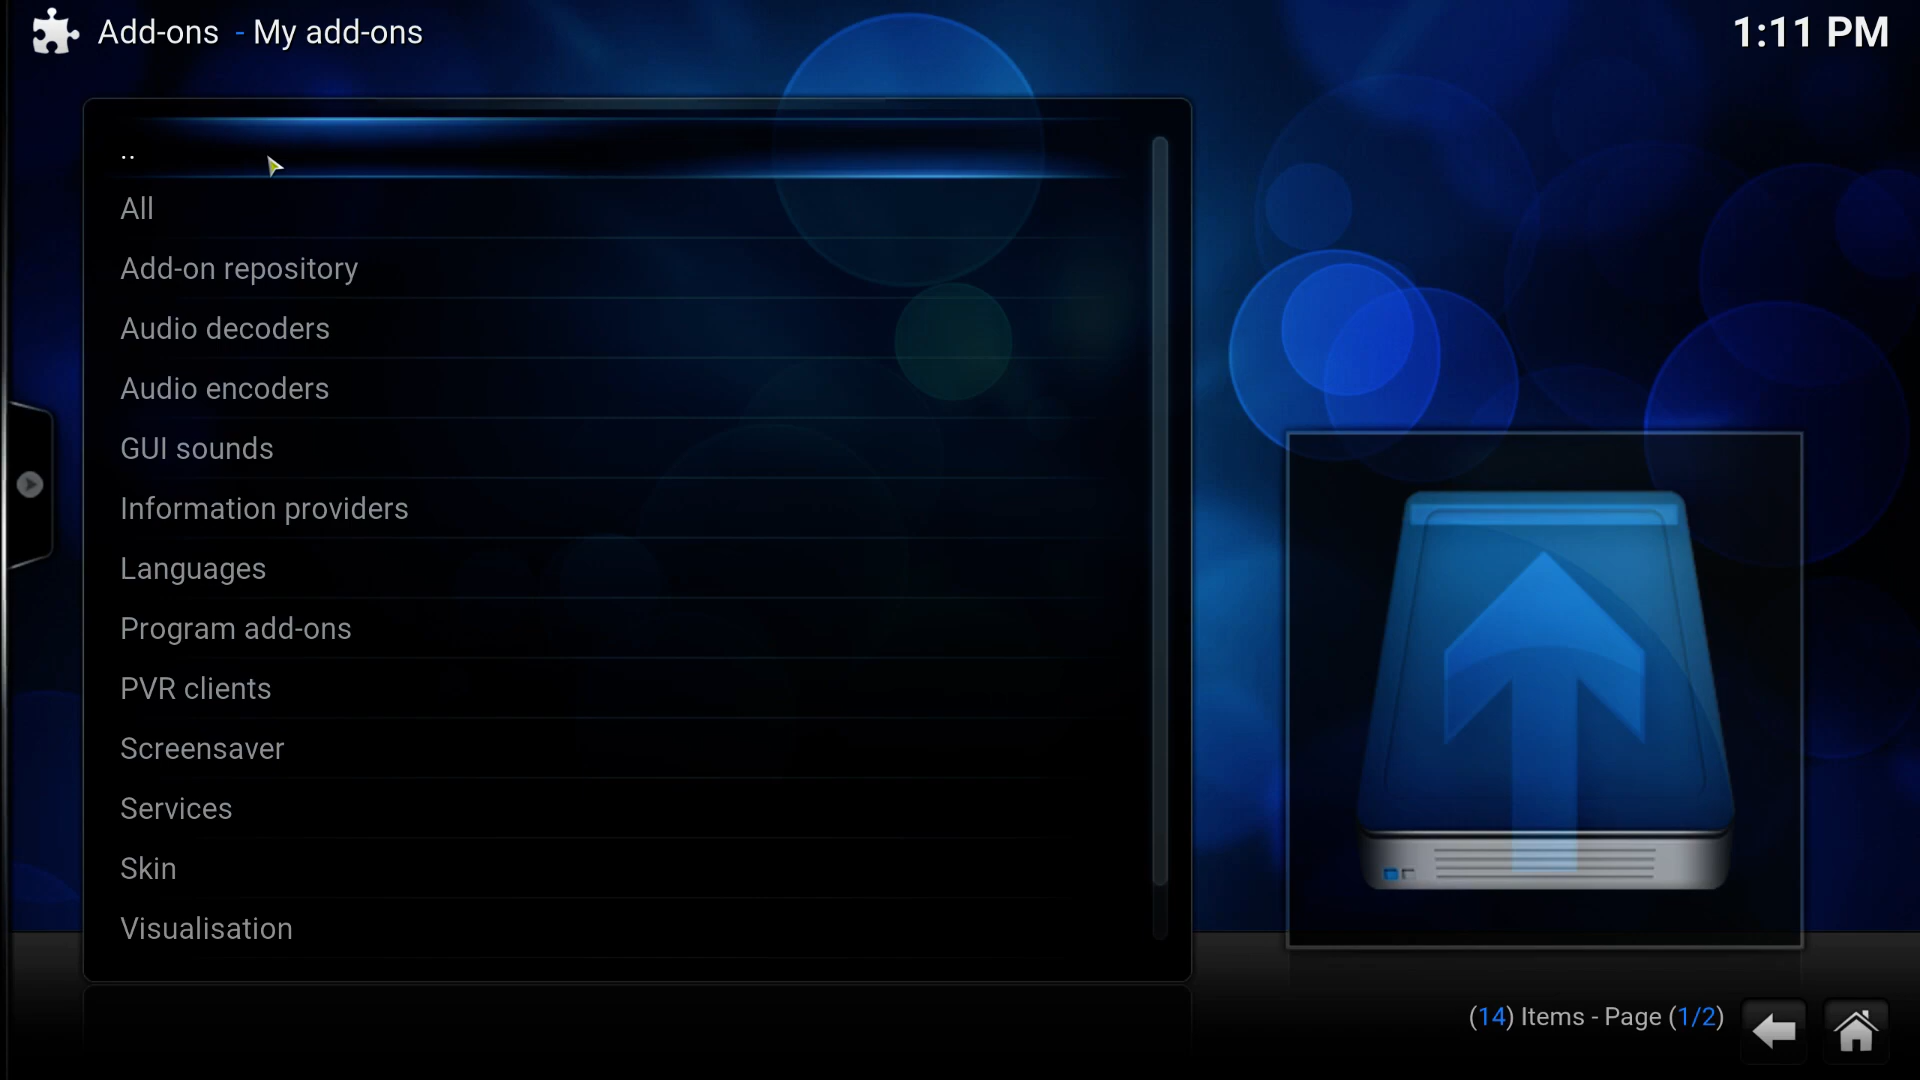 Add-ons - My add-ons
1:11 PM
..
All
Add-on repository
Audio decoders
Audio encoders
GUI sounds
Information providers
Languages
Program add-ons
PVR clients
Screensaver
Services
Skin
Visualisation
(14) Items - Page (1/2)